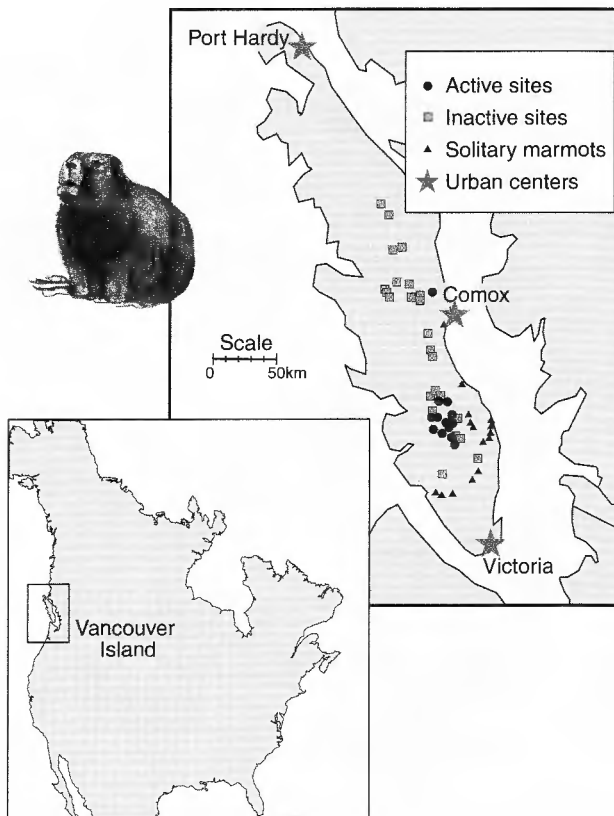 Port Hardy
Active sites
Inactive sites
Solitary marmots
Urban centers
Comox
Scale
0 50km
Victoria
Vancouver
Island